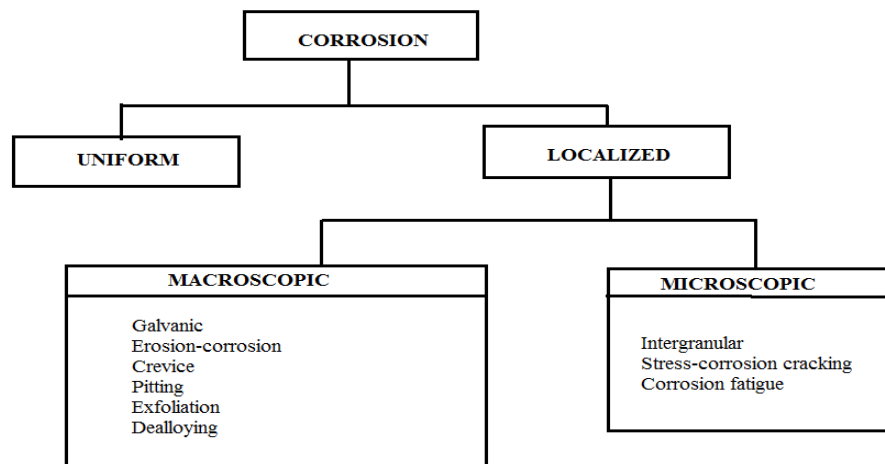 CORROSION
UNIFORM
LOCALIZED
MACROSCOPIC
Galvanic
Erosion-corrosion
Crevice
Pitting
Exfoliation
Dealloying
MICROSCOPIC
Intergranular
Stress-corrosion cracking
Corrosion fatigue